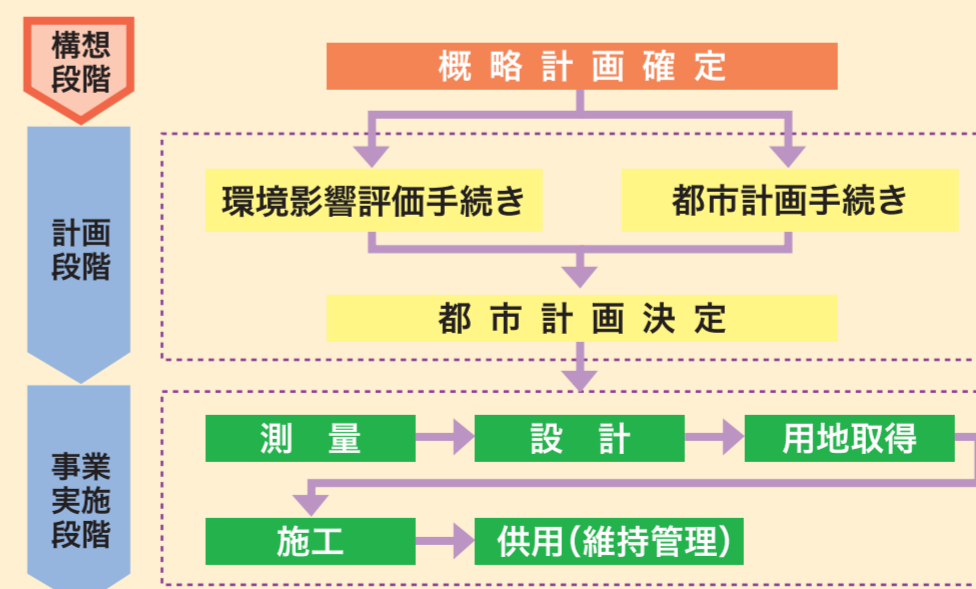 構想
段階
概略計画確定
計画
段階
環境影響評価手続き
都市計画手続き
都市計画決定
事業
実施
段階
測量
設計
用地取得
施工
供用(維持管理)